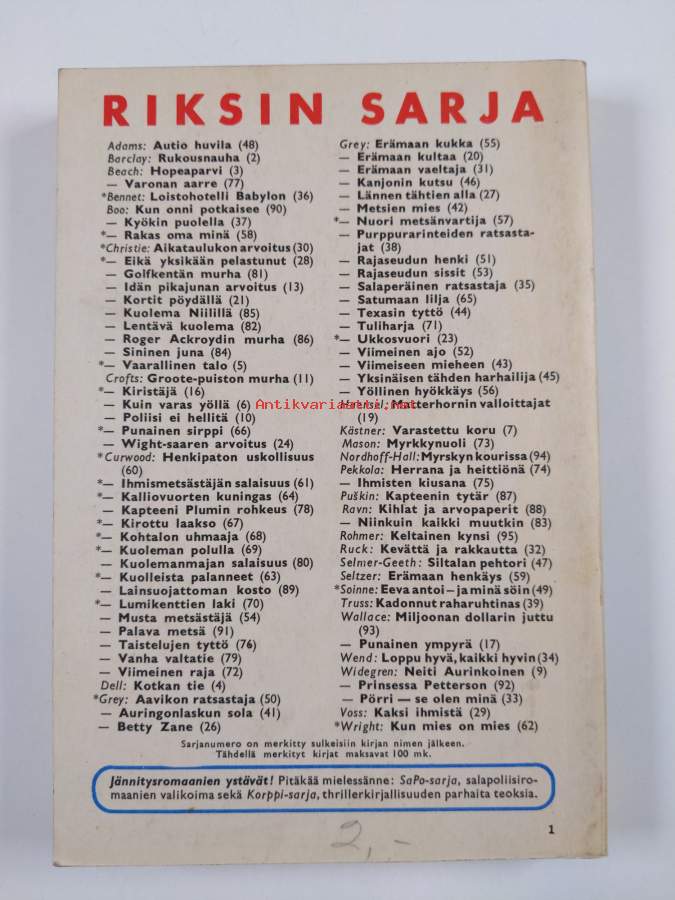 RIKSIN SARJA
Adams: Autio huvila (48)
Barclay: Rukousnauha (2)
Beach: Hopeaparvi (3)
— Varonan aarre (77)
*Bennet: Loistohotelli Babylon (36)
Boo: Kun onni potkaisee (90)
— Kyökin puolella (37)
*— Rakas oma minä (58)
*Christie: Aikataulukon arvoitus (30)
*— Eikä yksikään pelastunut (28)
— Golfkentän murha (81)
— Idän pikajunan arvoitus (13)
— Kortit pöydällä (21)
— Kuolema Niilillä (85)
— Lentävä kuolema (82)
— Roger Ackroydin murha (86)
— Sininen juna (84)
*— Vaarallinen talo (5)
Crofts: Groote-puiston murha (11)
*— Kiristäjä (16)
— Kuin varas yöllä (6)
— Poliisi ei hellitä (10)
*— Punainen sirppi (66)
— Wight-saaren arvoitus (24)
*Curwood: Henkipaton uskollisuus
(60)
*— Ihmismetsästäjän salaisuus (61)
*— Kalliovuorten kuningas (64)
— Kapteeni Plumin rohkeus (78)
*— Kirottu laakso (67)
*— Kohtalon uhmaaja (68)
*— Kuoleman polulla (69)
— Kuolemanmajan salaisuus (80)
*— Kuolleista palanneet (63)
— Lainsuojattoman kosto (89)
*— Lumikenttien laki (70)
— Musta metsästäjä (54)
— Palava metsä (91)
— Taistelujen tyttö (76)
— Vanha valtatie (79)
— Viimeinen raja (72)
Dell: Kotkan tie (4)
*Grey: Aavikon ratsastaja (50)
— Auringonlaskun sola (41)
— Betty Zane (26)
Grey: Erämaan kukka (55)
— Erämaan kultaa (20)
— Erämaan vaeltaja (31)
— Kanjonin kutsu (46)
— Lännen tähtien alla (27)
— Metsien mies (42)
*— Nuori metsänvartija (57)
— Purppurarinteiden ratsasta-
jat (38)
— Rajaseudun henki (51)
— Rajaseudun sissit (53)
— Salaperäinen ratsastaja (35)
— Satumaan lilja (65)
— Texasin tyttö (44)
— Tuliharja (71)
*— Ukkosvuori (23)
— Viimeinen ajo (52)
— Viimeiseen mieheen (43)
— Yksinäisen tähden harhailija (45)
— Yöllinen hyökkäys (56)
Haensel: Matterhornin valloittajat
(19)
Kästner: Varastettu koru (7)
Mason: Myrkkynuoli (73)
Nordhoff-Hall: Myrskyn kourissa (94)
Pekkola: Herrana ja heittiönä (74)
— Ihmisten kiusana (75)
Puškin: Kapteenin tytär (87)
Ravn: Kihlat ja arvopaperit (88)
— Niinkuin kaikki muutkin (83)
Rohmer: Keltainen kynsi (95)
Ruck: Kevättä ja rakkautta (32)
Selmer-Geeth: Siltalan pehtori (47)
Seltzer: Erämaan henkäys (59)
*Soinne: Eeva antoi – ja minä söin (49)
Truss: Kadonnut raharuhtinas (39)
Wallace: Miljoonan dollarin juttu
(93)
— Punainen ympyrä (17)
Wend: Loppu hyvä, kaikki hyvin (34)
Widegren: Neiti Aurinkoinen (9)
— Prinsessa Petterson (92)
— Pörri — se olen minä (33)
Voss: Kaksi ihmistä (29)
*Wright: Kun mies on mies (62)
Antikvariaatti.net
Sarjanumero on merkitty sulkeisiin kirjan nimen jälkeen.
Tähdellä merkityt kirjat maksavat 100 mk.
Jännitysromaanien ystävät! Pitäkää mielessänne: SaPo-sarja, salapoliisiro-
maanien valikoima sekä Korppi-sarja, thrillerkirjallisuuden parhaita teoksia.
1
2,-